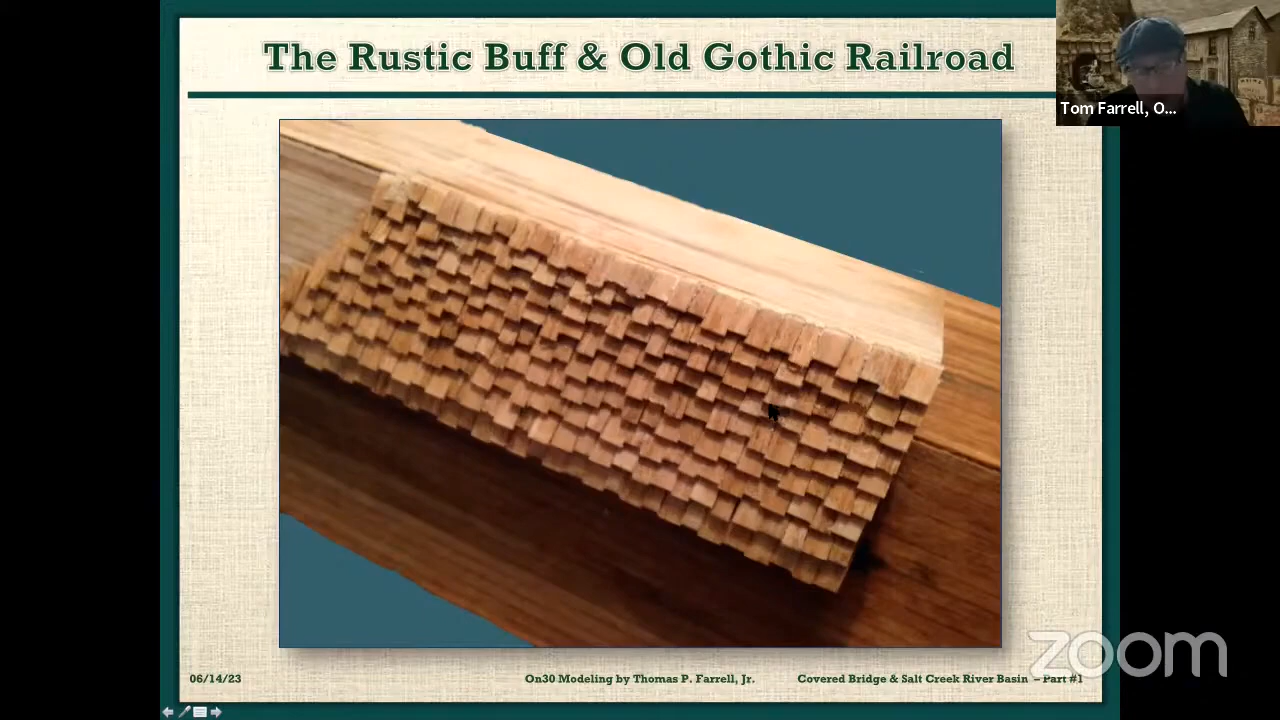 The Rustic Buff & Old Gothic Railroad
Tom Farrell, O...
06/14/23
On30 Modeling by Thomas P. Farrell, Jr.
Covered Bridge & Salt Creek River Basin – Part #1
zoom